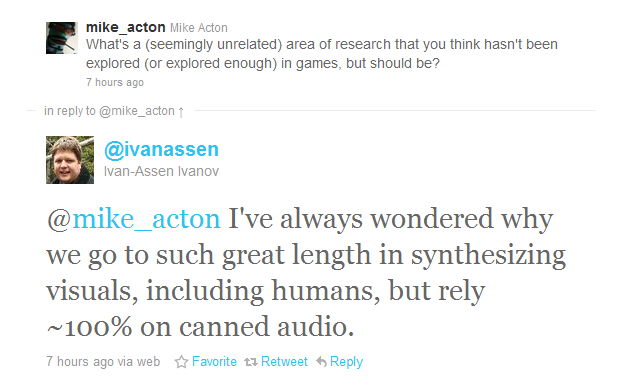 mike_acton Mike Acton
What's a (seemingly unrelated) area of research that you think hasn't been
explored (or explored enough) in games, but should be?
7 hours ago
in reply to @mike_acton ↑
@ivanassen
Ivan-Assen Ivanov
@mike_acton I've always wondered why
we go to such great length in synthesizing
visuals, including humans, but rely
~100% on canned audio.
7 hours ago via web Favorite Retweet Reply